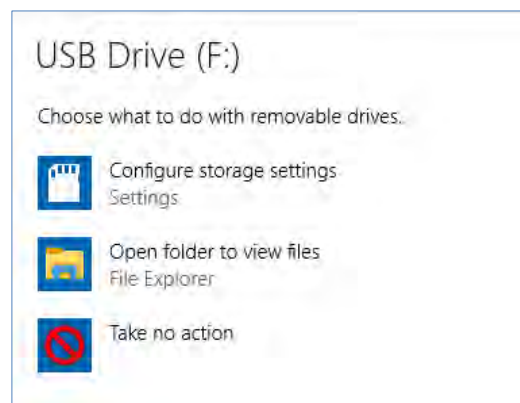 USB Drive (F:)
Choose what to do with removable drives.
Configure storage settings
Settings
Open folder to view files
File Explorer
Take no action